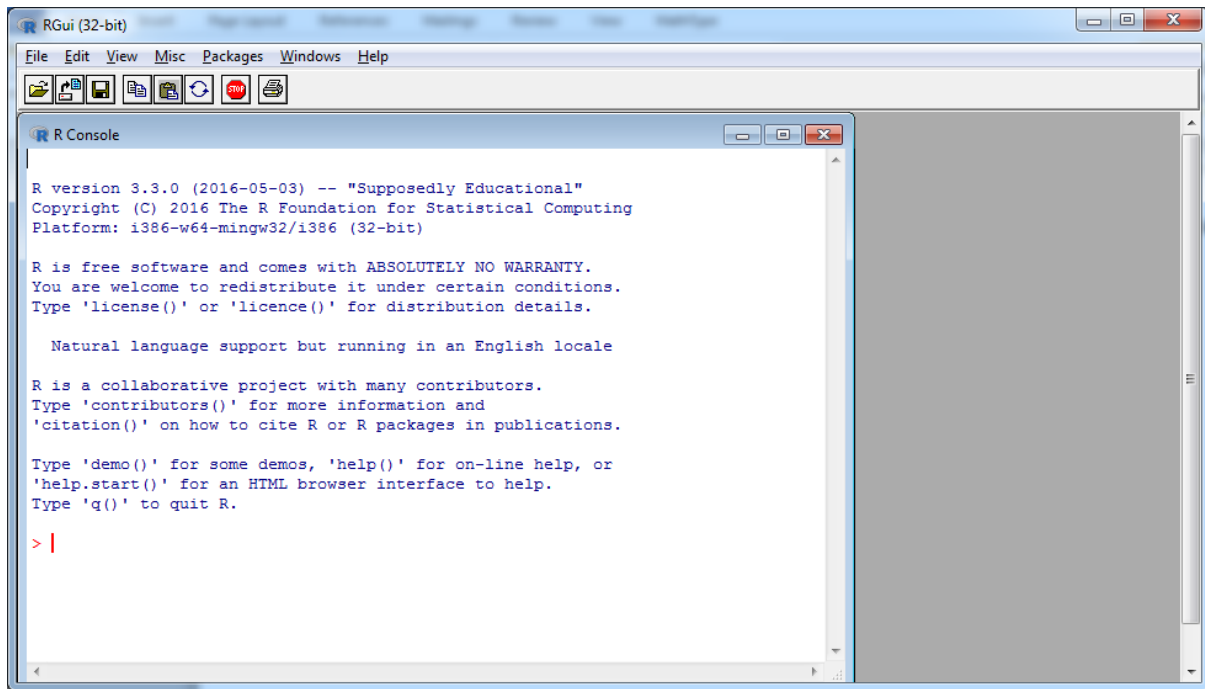 RGui (32-bit)
File Edit View Misc Packages Windows Help
STOP
R Console
R version 3.3.0 (2016-05-03) -- "Supposedly Educational"
Copyright (C) 2016 The R Foundation for Statistical Computing
Platform: i386-w64-mingw32/i386 (32-bit)
R is free software and comes with ABSOLUTELY NO WARRANTY.
You are welcome to redistribute it under certain conditions.
Type 'license()' or 'licence()' for distribution details.
Natural language support but running in an English locale
R is a collaborative project with many contributors.
Type 'contributors()' for more information and
'citation()' on how to cite R or R packages in publications.
Type 'demo()' for some demos, 'help()' for on-line help, or
'help.start()' for an HTML browser interface to help.
Type 'q()' to quit R.
>